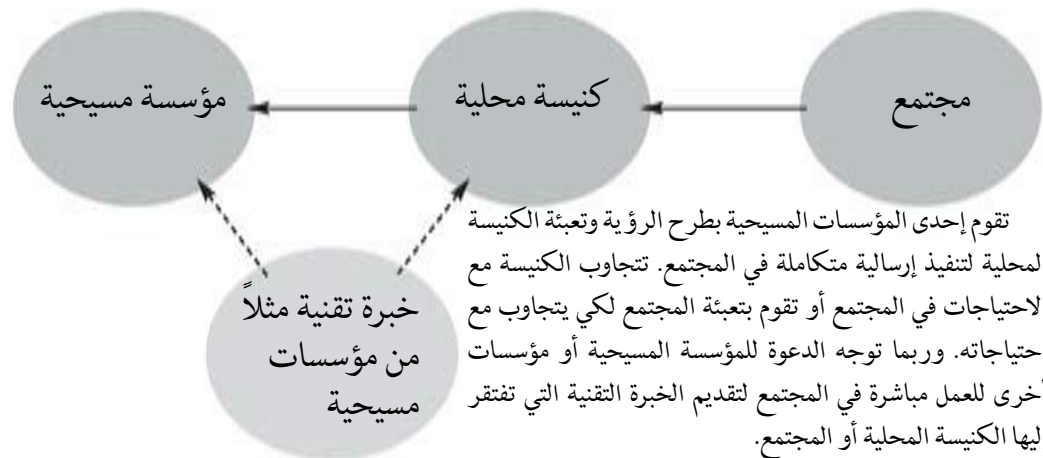 مجتمع
كنيسة محلية
مؤسسة مسيحية
تقوم إحدى المؤسسات المسيحية بطرح الرؤية وتعبئة الكنيسة
لمحلية لتنفيذ إرسالية متكاملة في المجتمع. تتجاوب الكنيسة مع
لاحتياجات في المجتمع أو تقوم بتعبئة المجتمع لكي يتجاوب مع
حتياجاته. وربما توجه الدعوة للمؤسسة المسيحية أو مؤسسات
خرى للعمل مباشرة في المجتمع لتقديم الخبرة التقنية التي تفتقر
ليها الكنيسة المحلية أو المجتمع.
خبرة تقنية مثلاً
من مؤسسات
مسيحية